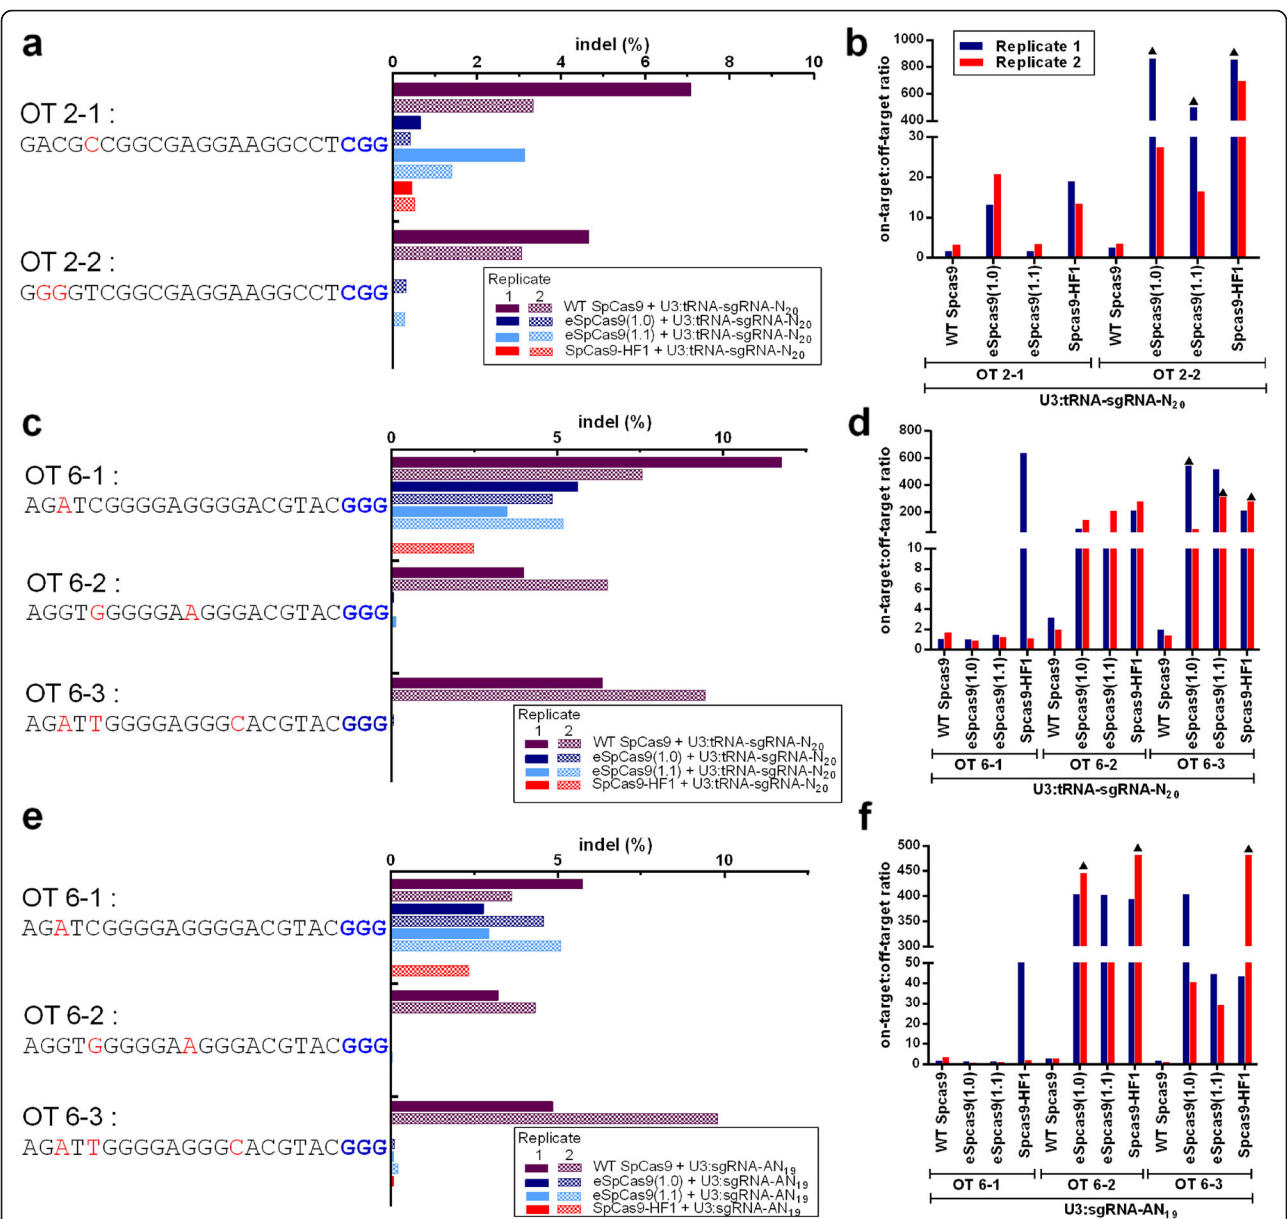 a
indel (%)
0 2 4 6 8 10
OT 2-1 :
GACGCCGGCGAGGAAGGCCTCGG
OT 2-2 :
GGGGTCGGCGAGGAAGGCCTCGG
Replicate
1 2
WT SpCas9 + U3:tRNA-sgRNA-N20
eSpCas9(1.0) + U3:tRNA-sgRNA-N20
eSpCas9(1.1) + U3:tRNA-sgRNA-N20
SpCas9-HF1 + U3:tRNA-sgRNA-N20
b
Replicate 1
Replicate 2
on-target:off-target ratio
1000
800
600
400
30
20
10
0
WT Spcas9
eSpcas9(1.0)
eSpcas9(1.1)
Spcas9-HF1
WT Spcas9
eSpcas9(1.0)
eSpcas9(1.1)
Spcas9-HF1
OT 2-1 OT 2-2
U3:tRNA-sgRNA-N20
c
indel (%)
0 5 10
OT 6-1 :
AGATCGGGGAGGGGACGTACGGG
OT 6-2 :
AGGTGGGGGAAGGGACGTACGGG
OT 6-3 :
AGATTGGGGAGGGCACGTACGGG
Replicate
1 2
WT SpCas9 + U3:tRNA-sgRNA-N20
eSpCas9(1.0) + U3:tRNA-sgRNA-N20
eSpCas9(1.1) + U3:tRNA-sgRNA-N20
SpCas9-HF1 + U3:tRNA-sgRNA-N20
d
on-target:off-target ratio
800
600
400
200
10
8
6
4
2
0
WT Spcas9
eSpcas9(1.0)
eSpcas9(1.1)
Spcas9-HF1
WT Spcas9
eSpcas9(1.0)
eSpcas9(1.1)
Spcas9-HF1
WT Spcas9
eSpcas9(1.0)
eSpcas9(1.1)
Spcas9-HF1
OT 6-1 OT 6-2 OT 6-3
U3:tRNA-sgRNA-N20
e
indel (%)
0 5 10
OT 6-1 :
AGATCGGGGAGGGGACGTACGGG
OT 6-2 :
AGGTGGGGGAAGGGACGTACGGG
OT 6-3 :
AGATTGGGGAGGGCACGTACGGG
Replicate
1 2
WT SpCas9 + U3:sgRNA-AN19
eSpCas9(1.0) + U3:sgRNA-AN19
eSpCas9(1.1) + U3:sgRNA-AN19
SpCas9-HF1 + U3:sgRNA-AN19
f
on-target:off-target ratio
500
450
400
350
300
50
40
30
20
10
0
WT Spcas9
eSpcas9(1.0)
eSpcas9(1.1)
Spcas9-HF1
WT Spcas9
eSpcas9(1.0)
eSpcas9(1.1)
Spcas9-HF1
WT Spcas9
eSpcas9(1.0)
eSpcas9(1.1)
Spcas9-HF1
OT 6-1 OT 6-2 OT 6-3
U3:sgRNA-AN19